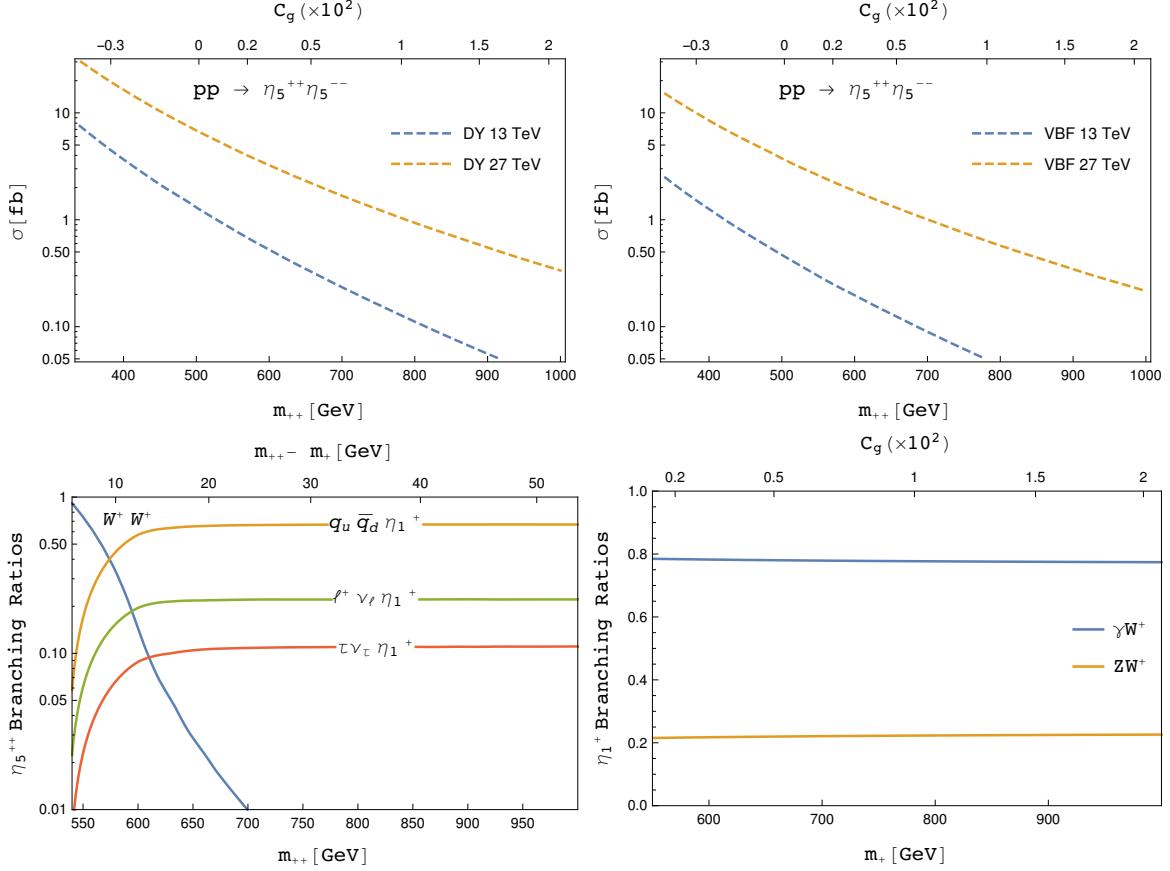 C_g (×10²)
-0.3 0 0.2 0.5 1 1.5 2
pp → η₅⁺⁺η₅⁻⁻
DY 13 TeV
DY 27 TeV
σ[fb]
10
5
1
0.50
0.10
0.05
400 500 600 700 800 900 1000
m₊₊ [GeV]
C_g (×10²)
-0.3 0 0.2 0.5 1 1.5 2
pp → η₅⁺⁺η₅⁻⁻
VBF 13 TeV
VBF 27 TeV
σ[fb]
10
5
1
0.50
0.10
0.05
400 500 600 700 800 900 1000
m₊₊ [GeV]
m₊₊– m₊ [GeV]
10 20 30 40 50
W⁺ W⁺
q_u q̅_d η₁⁺
ℓ⁺ ν_ℓ η₁⁺
τν_τ η₁⁺
η₅⁺⁺ Branching Ratios
1
0.50
0.10
0.05
0.01
550 600 650 700 750 800 850 900 950
m₊₊ [GeV]
C_g (×10²)
0.2 0.5 1 1.5 2
γW⁺
ZW⁺
η₁⁺ Branching Ratios
1.0
0.8
0.6
0.4
0.2
0.0
600 700 800 900
m₊ [GeV]